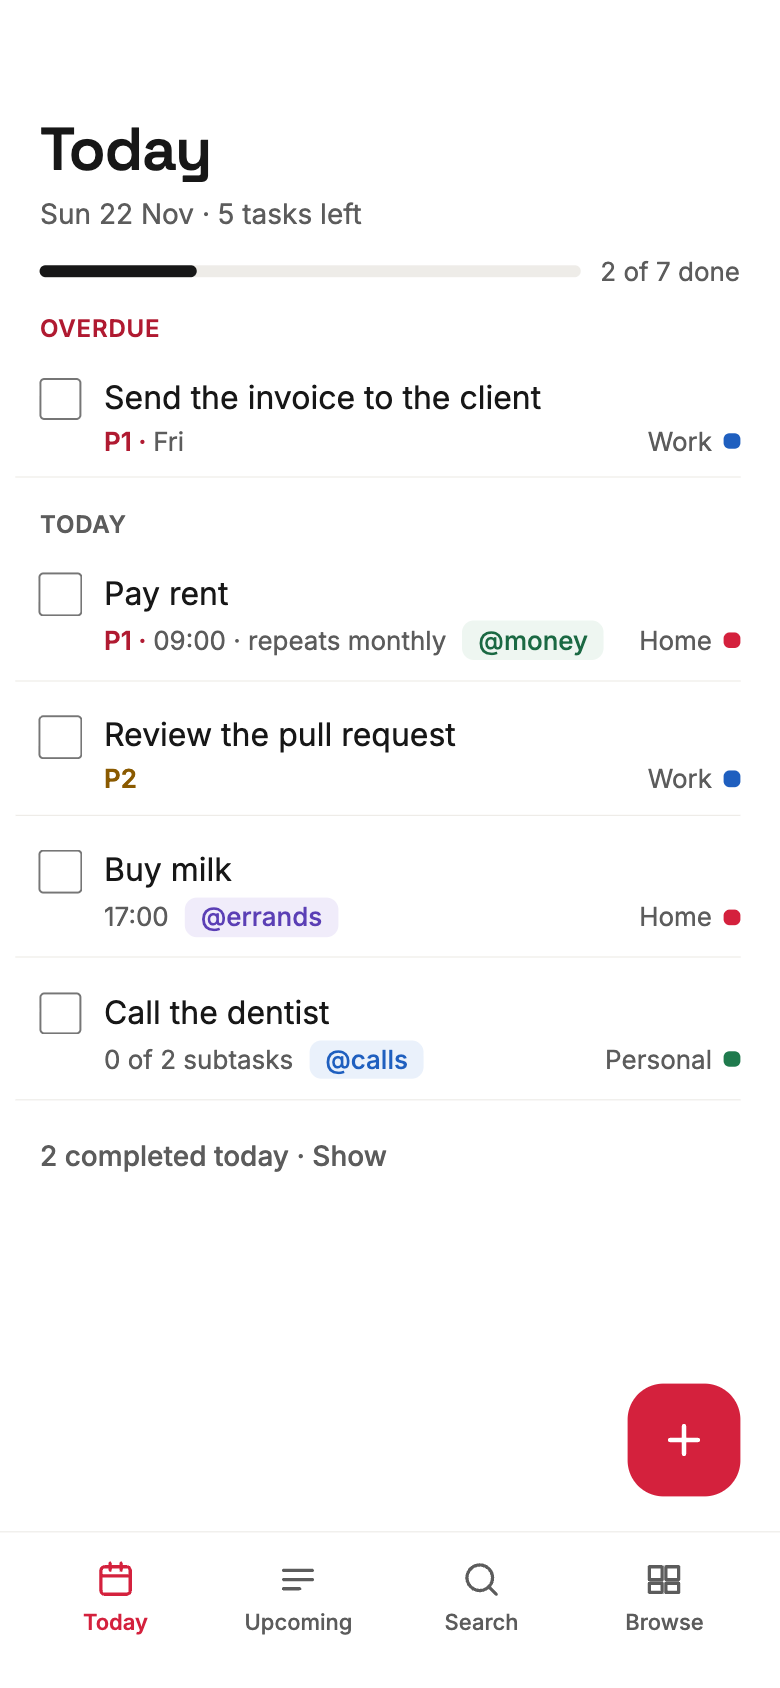 Today
Sun 22 Nov · 5 tasks left
2 of 7 done
OVERDUE
Send the invoice to the client
P1 · Fri Work
TODAY
Pay rent
P1 · 09:00 · repeats monthly @money Home
Review the pull request
P2 Work
Buy milk
17:00 @errands Home
Call the dentist
0 of 2 subtasks @calls Personal
2 completed today · Show
Today Upcoming Search Browse